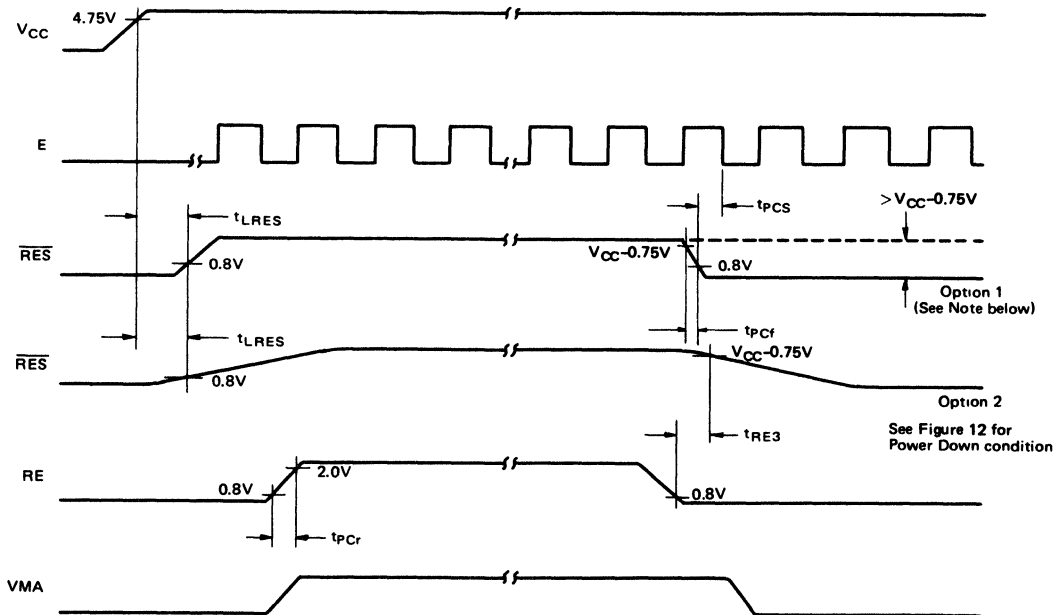 4.75V
VCC
E
tPCS
>VCC-0.75V
tLRES
RES
0.8V
VCC-0.75V
0.8V
Option 1
(See Note below)
tPCf
tLRES
RES
0.8V
VCC-0.75V
Option 2
See Figure 12 for
Power Down condition
tRE3
RE
0.8V
2.0V
0.8V
tPCr
VMA